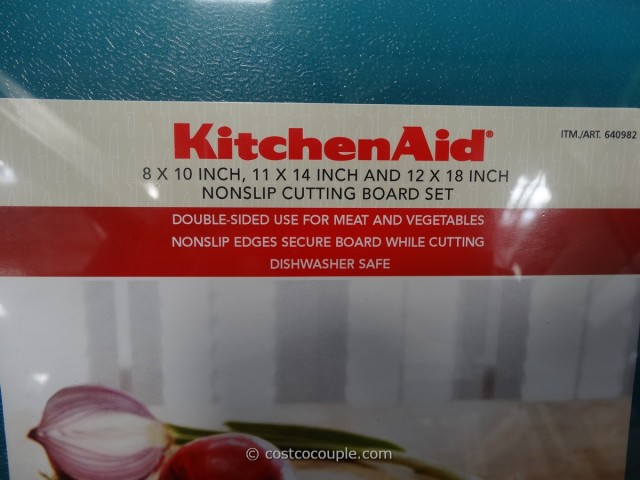 KitchenAid®
ITM./ART. 640982
8 X 10 INCH, 11 X 14 INCH AND 12 X 18 INCH
NONSLIP CUTTING BOARD SET
DOUBLE-SIDED USE FOR MEAT AND VEGETABLES
NONSLIP EDGES SECURE BOARD WHILE CUTTING
DISHWASHER SAFE
© costcocouple.com